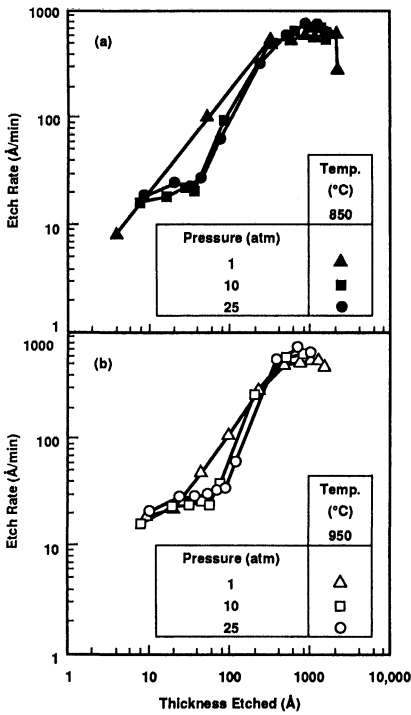 1000
(a)
100
Etch Rate (Å/min)
10
1
Temp.
(°C)
850
Pressure (atm)
1
10
25
1000
(b)
100
Etch Rate (Å/min)
10
1
Temp.
(°C)
950
Pressure (atm)
1
10
25
1 10 100 1000 10,000
Thickness Etched (Å)